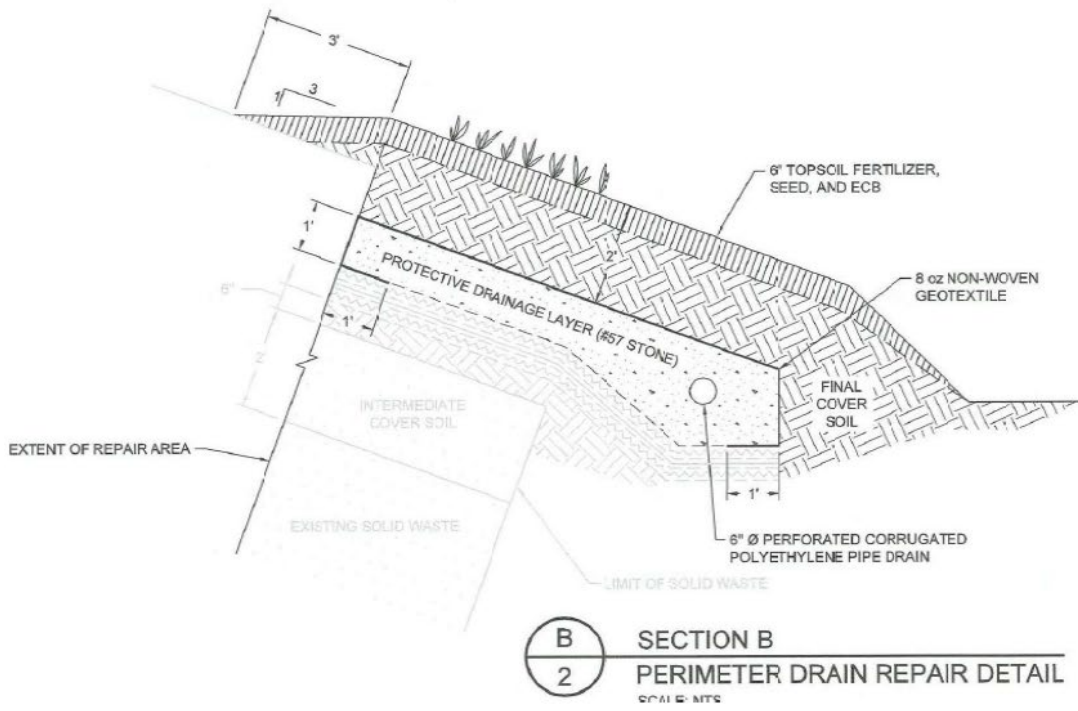 3'
1
3
6" TOPSOIL FERTILIZER,
SEED, AND ECB
1'
2'
PROTECTIVE DRAINAGE LAYER (#57 STONE)
8 oz NON-WOVEN
GEOTEXTILE
6"
1'
2'
FINAL
COVER
SOIL
INTERMEDIATE
COVER SOIL
EXTENT OF REPAIR AREA
1'
EXISTING SOLID WASTE
6" Ø PERFORATED CORRUGATED
POLYETHYLENE PIPE DRAIN
LIMIT OF SOLID WASTE
B
2
SECTION B
PERIMETER DRAIN REPAIR DETAIL
SCALE: NTS